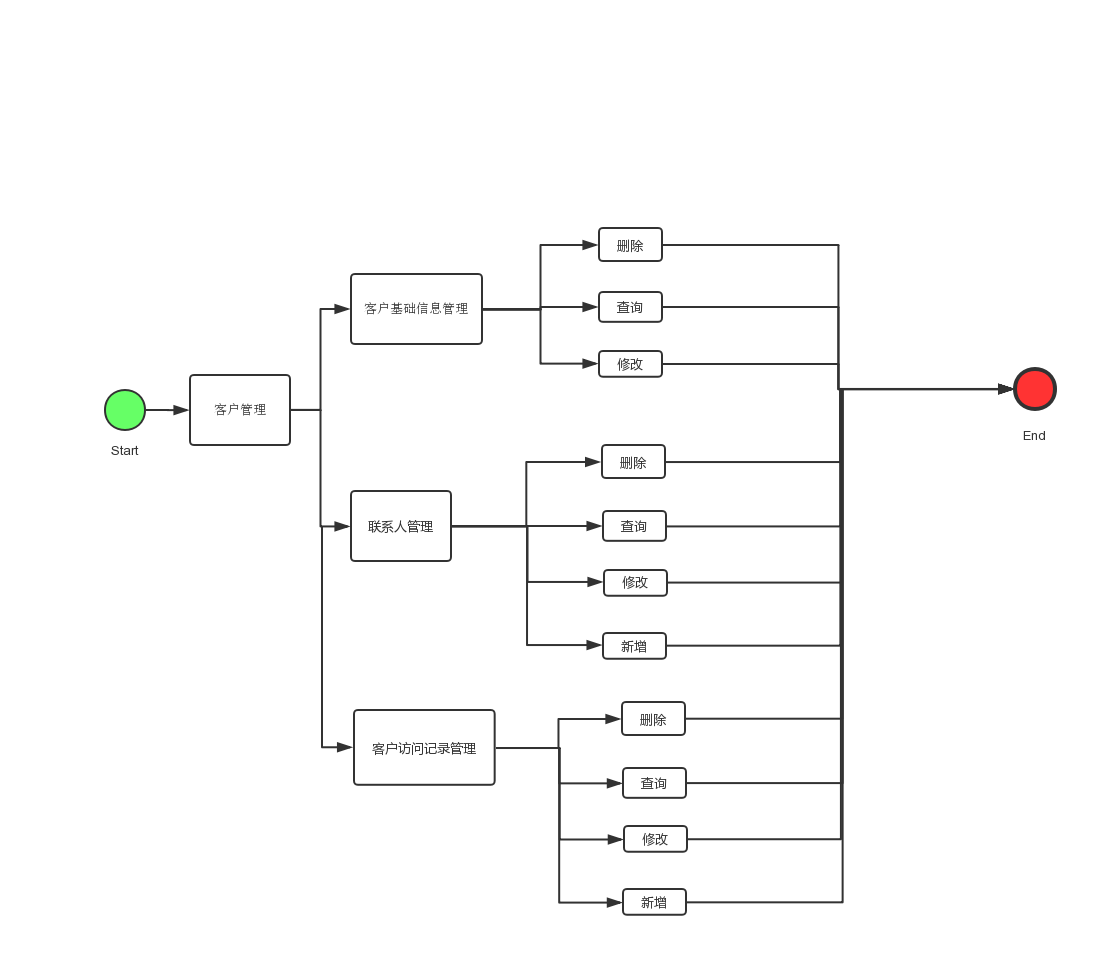 Start
客户管理
客户基础信息管理
删除
查询
修改
联系人管理
删除
查询
修改
新增
客户访问记录管理
删除
查询
修改
新增
End